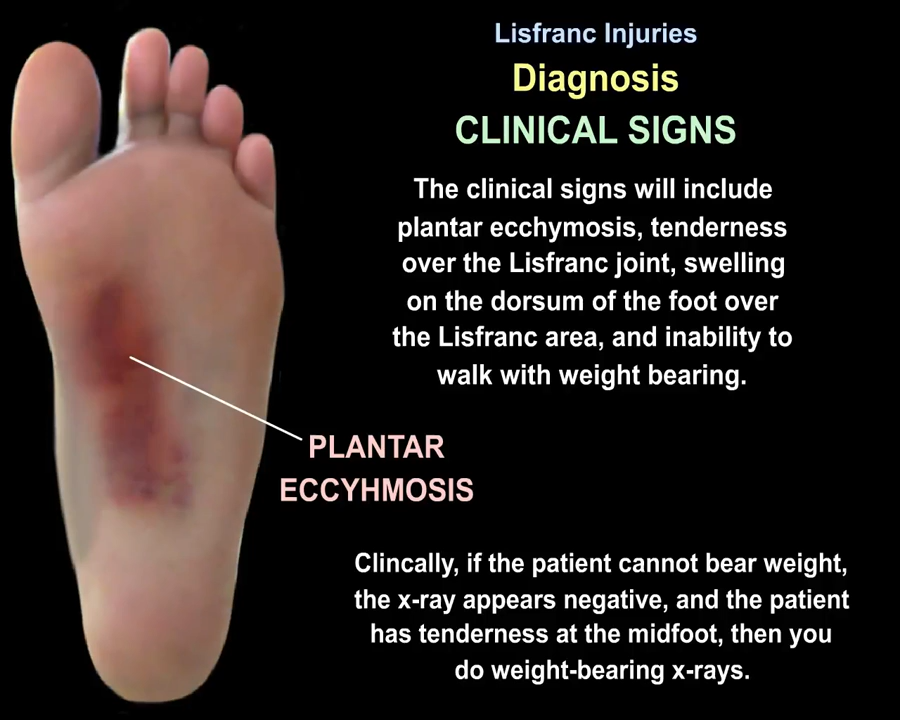 Lisfranc Injuries
Diagnosis
CLINICAL SIGNS
The clinical signs will include
plantar ecchymosis, tenderness
over the Lisfranc joint, swelling
on the dorsum of the foot over
the Lisfranc area, and inability to
walk with weight bearing.
PLANTAR
ECCYHMOSIS
Clincally, if the patient cannot bear weight,
the x-ray appears negative, and the patient
has tenderness at the midfoot, then you
do weight-bearing x-rays.